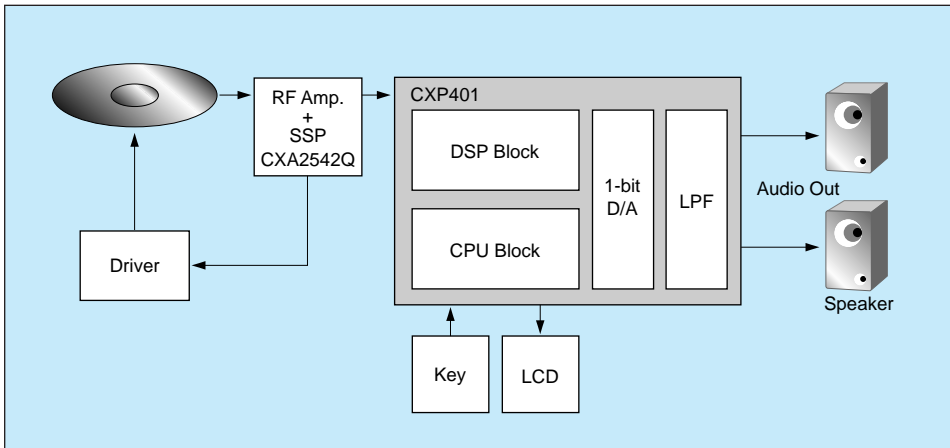 RF Amp.
+
SSP
CXA2542Q
CXP401
DSP Block
CPU Block
1-bit
D/A
LPF
Audio Out
Speaker
Driver
Key
LCD